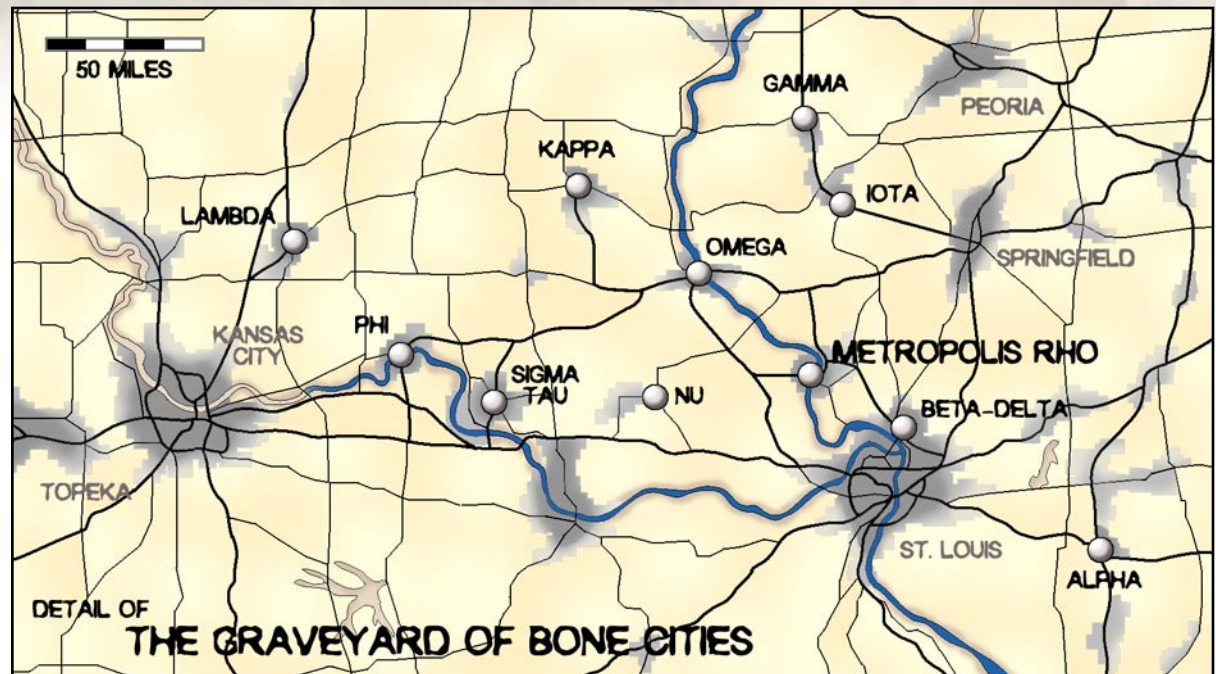 50 MILES
GAMMA
PEORIA
KAPPA
IOTA
LAMBDA
OMEGA
SPRINGFIELD
KANSAS
CITY
PHI
METROPOLIS RHO
SIGMA
TAU
NU
BETA-DELTA
TOPEKA
ST. LOUIS
ALPHA
DETAIL OF
THE GRAVEYARD OF BONE CITIES